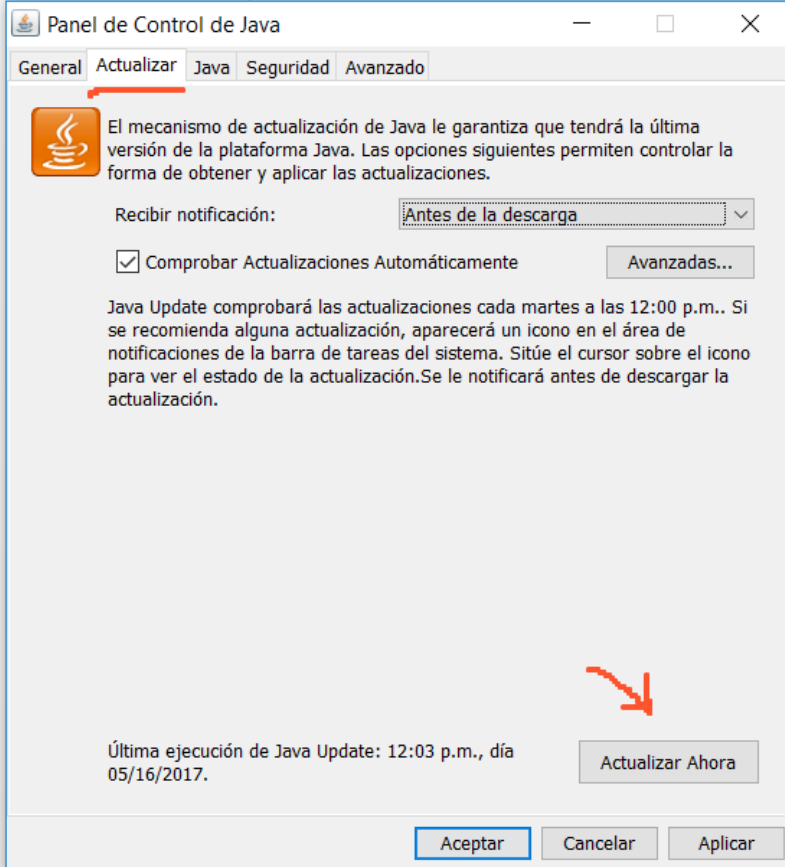 Panel de Control de Java
General Actualizar Java Seguridad Avanzado
El mecanismo de actualización de Java le garantiza que tendrá la última
versión de la plataforma Java. Las opciones siguientes permiten controlar la
forma de obtener y aplicar las actualizaciones.
Recibir notificación: Antes de la descarga
Comprobar Actualizaciones Automáticamente Avanzadas...
Java Update comprobará las actualizaciones cada martes a las 12:00 p.m.. Si
se recomienda alguna actualización, aparecerá un icono en el área de
notificaciones de la barra de tareas del sistema. Sitúe el cursor sobre el icono
para ver el estado de la actualización.Se le notificará antes de descargar la
actualización.
Última ejecución de Java Update: 12:03 p.m., día
05/16/2017.
Actualizar Ahora
Aceptar Cancelar Aplicar